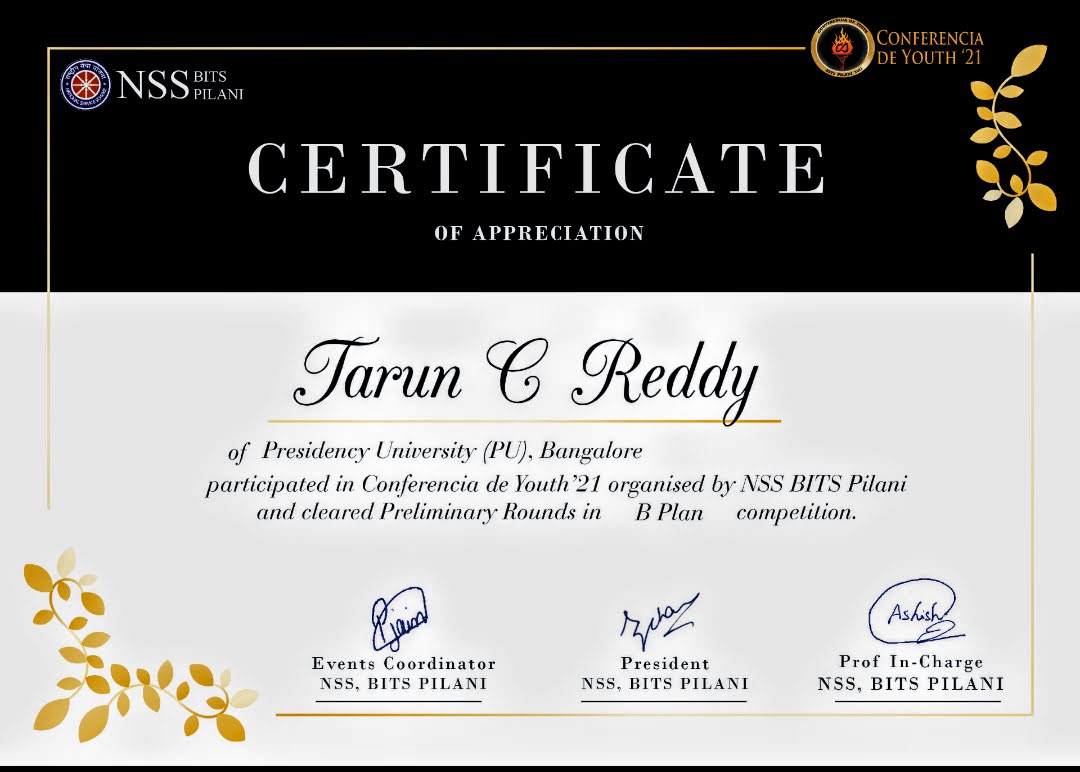 CONFERENCIA
DE YOUTH '21
NSS BITS
PILANI
CERTIFICATE
OF APPRECIATION
Tarun C Reddy
of Presidency University (PU), Bangalore
participated in Conferencia de Youth'21 organised by NSS BITS Pilani
and cleared Preliminary Rounds in B Plan competition.
Ashish
Events Coordinator
NSS, BITS PILANI
President
NSS, BITS PILANI
Prof In-Charge
NSS, BITS PILANI